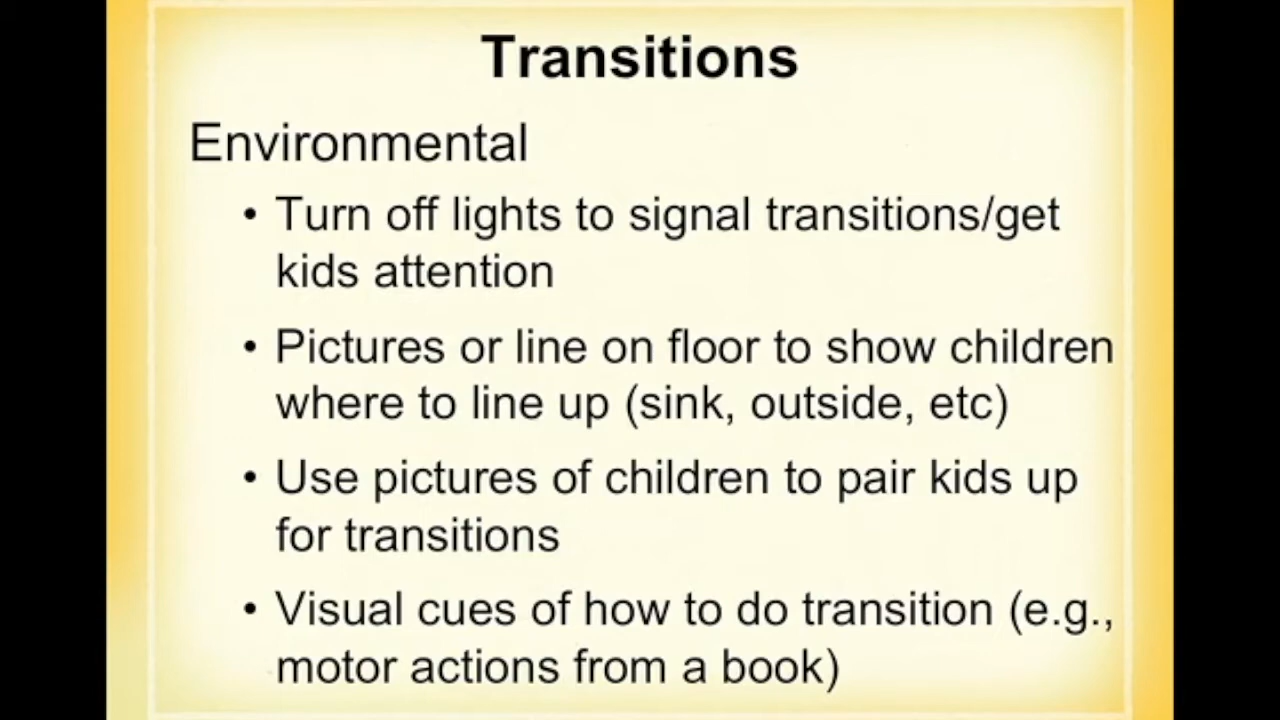 Transitions
Environmental
• Turn off lights to signal transitions/get
kids attention
• Pictures or line on floor to show children
where to line up (sink, outside, etc)
• Use pictures of children to pair kids up
for transitions
• Visual cues of how to do transition (e.g.,
motor actions from a book)